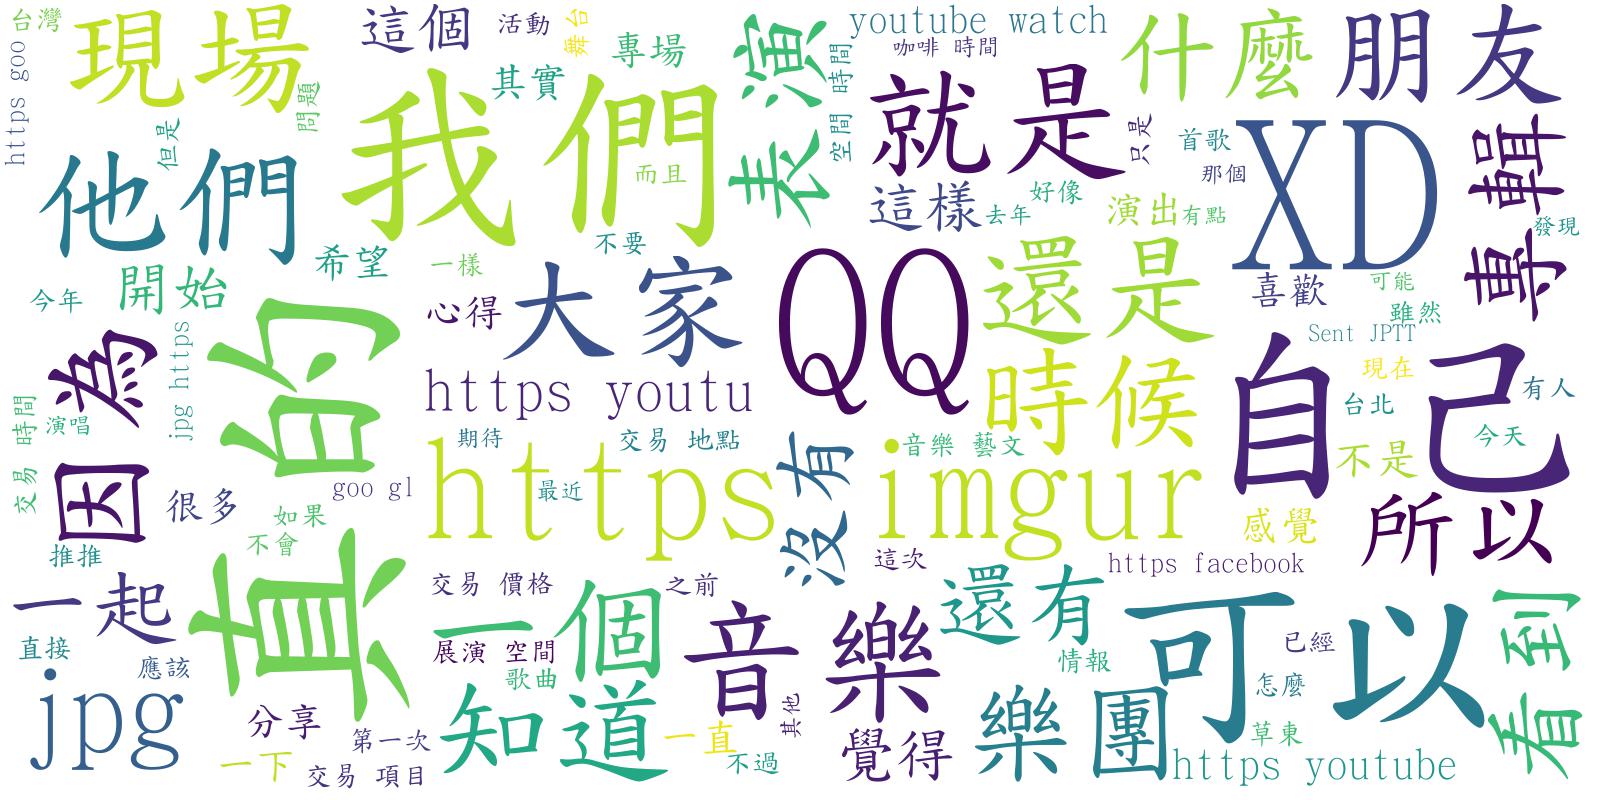 台灣
https goo
現場
這個
活動
舞台
專場
其實
問題
但是
我們
而且
他們
不要
希望
表演
空間 時間
youtube watch
咖啡 時間
就是
什麼
朋友
只是
首歌
那個
XD
專輯
發現
這樣
去年
好像
演出
有點
開始
今年
一樣
心得
大家
QQ
還是
時候
喜歡
可能
雖然
Sent JPTT
現在
台北
自己
有人
今天
不是
因為
jpg https
交易 時間
演唱
真的
https youtu
期待
交易 地點
音樂 藝文
https imgur
最近
goo gl
很多
如果
不會
推推
沒有
這次
感覺
所以
https facebook
一起
直接
應該
jpg
交易 價格
之前
一個
展演 空間
歌曲
知道
音樂
還有
情報
可以
已經
怎麼
看到
分享
第一次
一下
交易 項目
一直
不過
其他
覺得
樂團
草東
https youtube